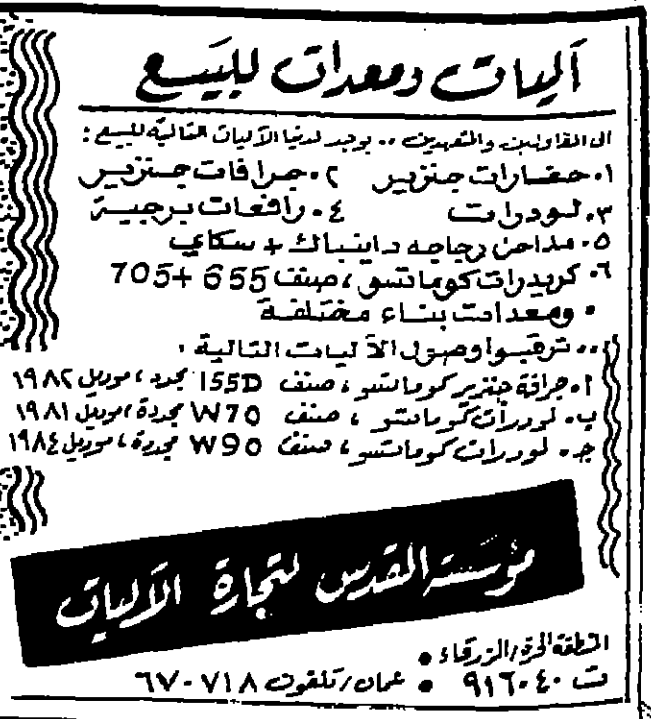 آليات ومعدات للبيع
الى المقاولين والمتعهدين .. يوجد لدينا الآليات التالية للبيع :
١. حفارات جنزير ٢. جرافات جنزير
٣. لودرات ٤. رافعات برجية
٥. مداحل رجاجه داينباك + سكاي
٦. كريدرات كوماتسو ، صنف 655 + 705
• ومعدات بناء مختلفة
... ترقبوا وصول الآليات التالية .
أ. جرافة جنزير كوماتسو ، صنف 155D مجدد ، موديل ١٩٨٢
ب. لودرات كوماتسو ، صنف W70 مجددة ، موديل ١٩٨١
جـ. لودرات كوماتسو ، صنف W90 مجددة ، موديل ١٩٨٤
مؤسسة القدس لتجارة الآليات
المنطقة الحرة / الزرقاء •
ت ٩١٦٠٤٠ • عمان / تلفون ٦٧٠٧١٨